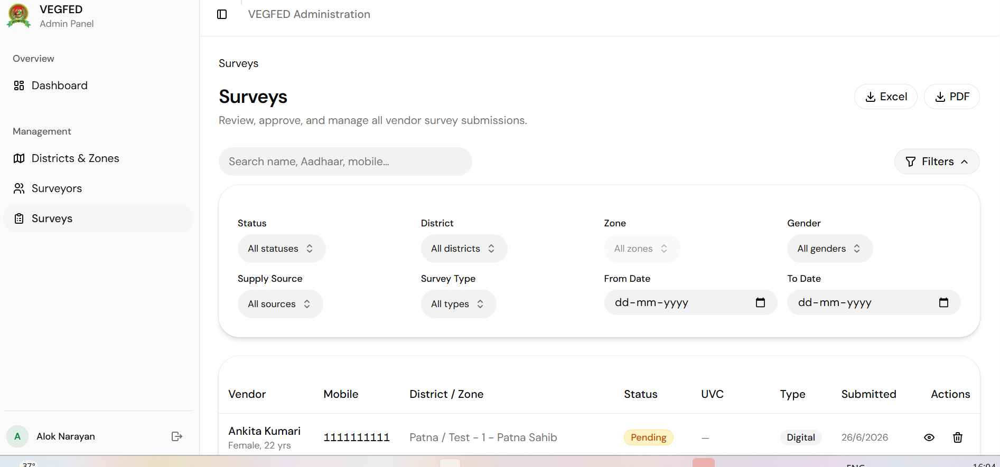 VEGFED
Admin Panel
Overview
Dashboard
Management
Districts & Zones
Surveyors
Surveys
A Alok Narayan
VEGFED Administration
Surveys
Surveys
Excel PDF
Review, approve, and manage all vendor survey submissions.
Search name, Aadhaar, mobile...
Filters
Status District Zone Gender
All statuses All districts All zones All genders
Supply Source Survey Type From Date To Date
All sources All types dd-mm-yyyy dd-mm-yyyy
Vendor Mobile District / Zone Status UVC Type Submitted Actions
Ankita Kumari 1111111111 Patna / Test - 1 - Patna Sahib Pending — Digital 26/6/2026
Female, 22 yrs
37°
ENG
16:04